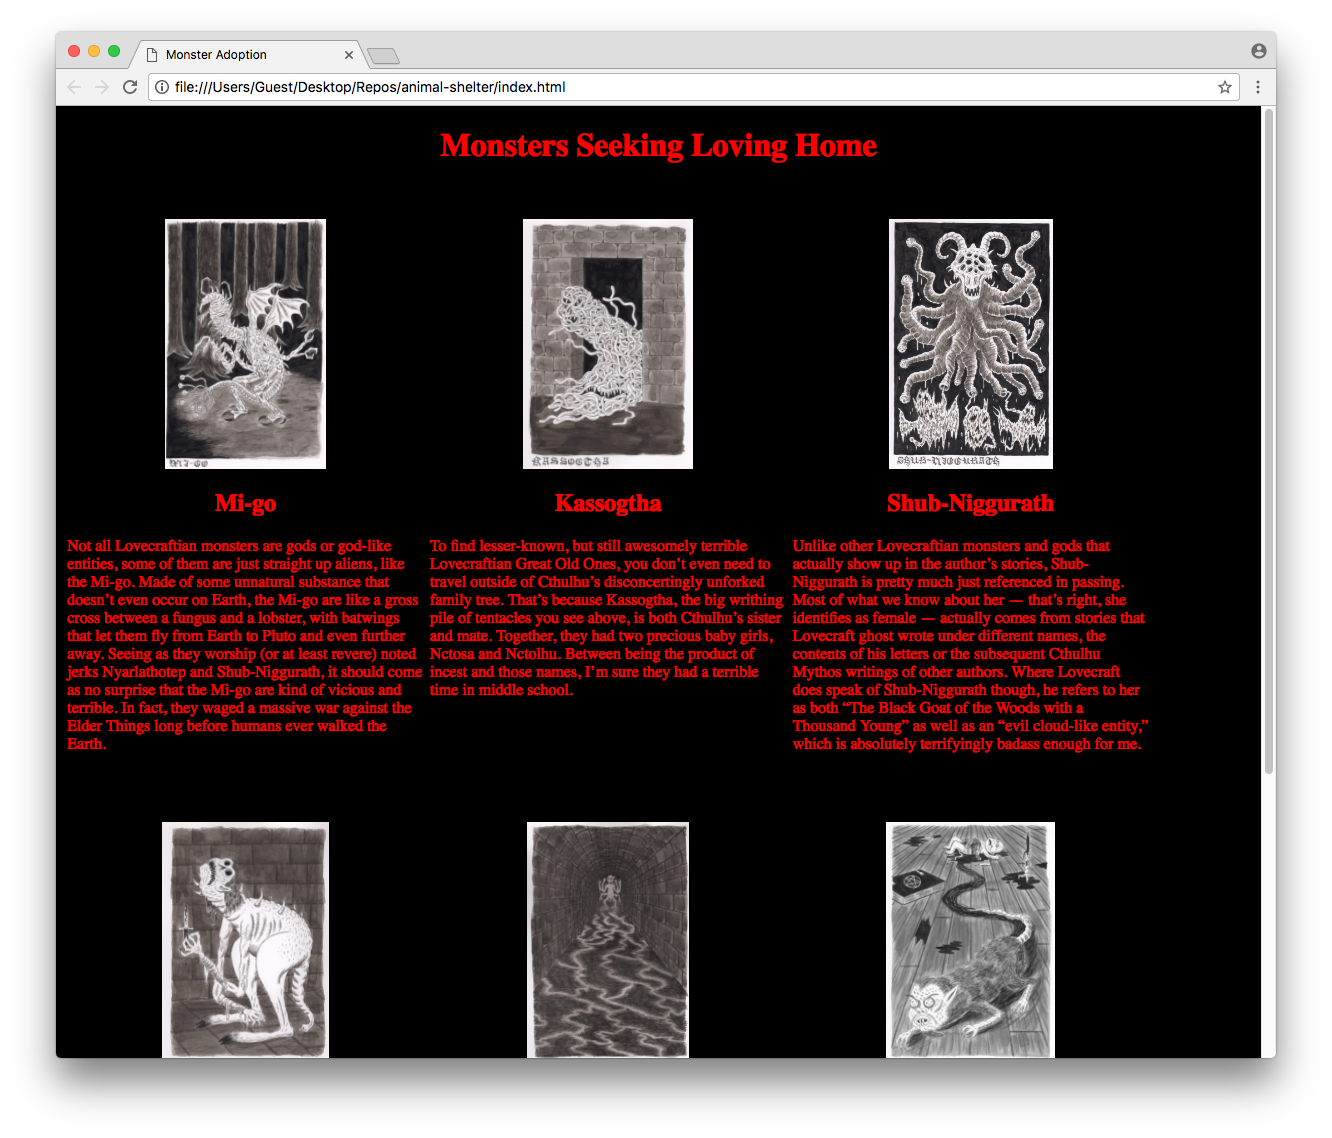 Monster Adoption
file:///Users/Guest/Desktop/Repos/animal-shelter/index.html
Monsters Seeking Loving Home
MI-GO
KASSOGTHA
SHUB-NIGGURATH
Mi-go
Not all Lovecraftian monsters are gods or god-like
entities, some of them are just straight up aliens, like
the Mi-go. Made of some unnatural substance that
doesn’t even occur on Earth, the Mi-go are like a gross
cross between a fungus and a lobster, with batwings
that let them fly from Earth to Pluto and even further
away. Seeing as they worship (or at least revere) noted
jerks Nyarlathotep and Shub-Niggurath, it should come
as no surprise that the Mi-go are kind of vicious and
terrible. In fact, they waged a massive war against the
Elder Things long before humans ever walked the
Earth.
Kassogtha
To find lesser-known, but still awesomely terrible
Lovecraftian Great Old Ones, you don’t even need to
travel outside of Cthulhu’s disconcertingly unforked
family tree. That’s because Kassogtha, the big writhing
pile of tentacles you see above, is both Cthulhu’s sister
and mate. Together, they had two precious baby girls,
Nctosa and Nctolhu. Between being the product of
incest and those names, I’m sure they had a terrible
time in middle school.
Shub-Niggurath
Unlike other Lovecraftian monsters and gods that
actually show up in the author’s stories, Shub-
Niggurath is pretty much just referenced in passing.
Most of what we know about her — that’s right, she
identifies as female — actually comes from stories that
Lovecraft ghost wrote under different names, the
contents of his letters or the subsequent Cthulhu
Mythos writings of other authors. Where Lovecraft
does speak of Shub-Niggurath though, he refers to her
as both “The Black Goat of the Woods with a
Thousand Young” as well as an “evil cloud-like entity,”
which is absolutely terrifyingly badass enough for me.